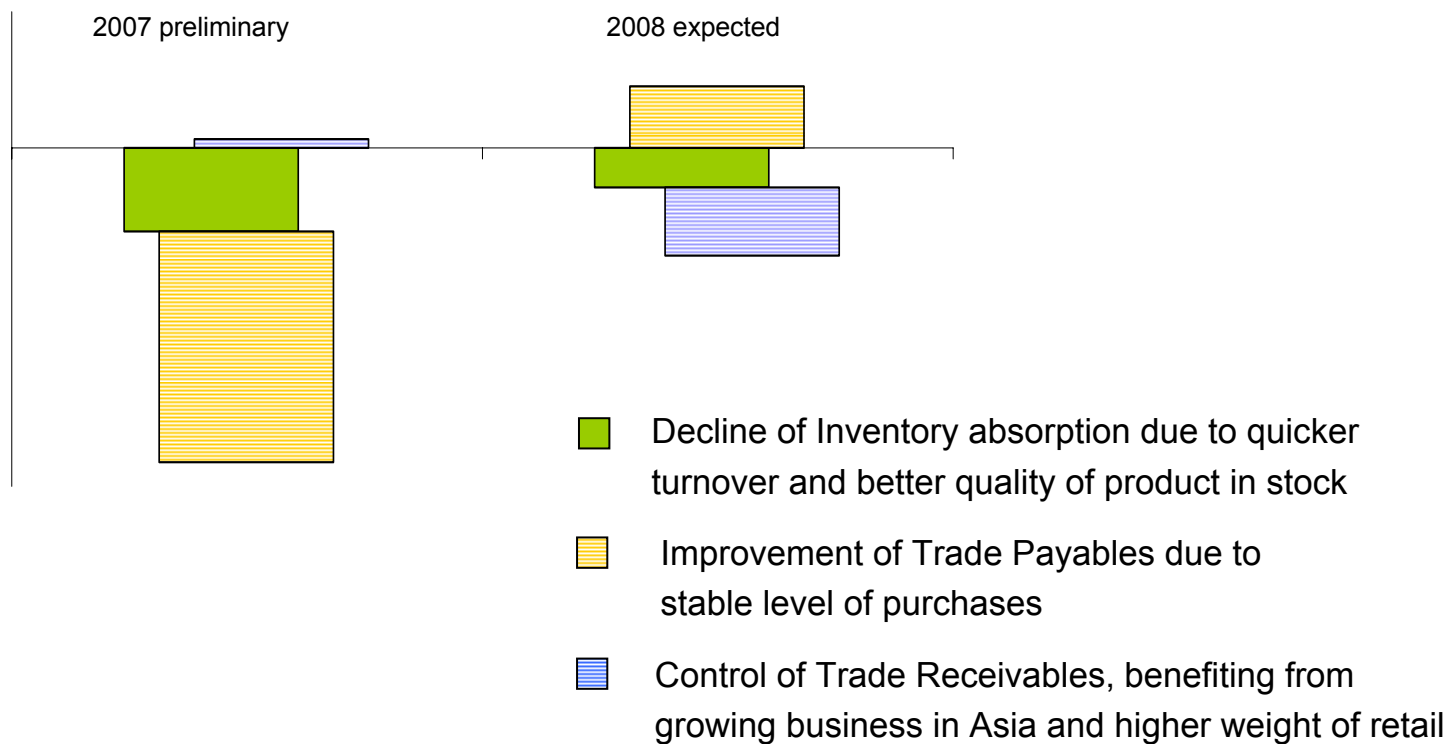 2007 preliminary
2008 expected
Decline of Inventory absorption due to quicker
turnover and better quality of product in stock
Improvement of Trade Payables due to
stable level of purchases
Control of Trade Receivables, benefiting from
growing business in Asia and higher weight of retail